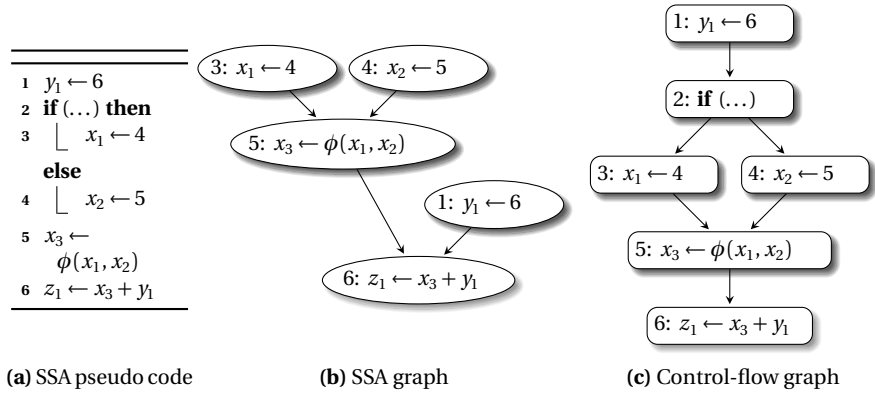 1 y₁ ← 6
2 if (...) then
3 x₁ ← 4
else
4 x₂ ← 5
5 x₃ ←
ϕ(x₁, x₂)
6 z₁ ← x₃ + y₁
(a) SSA pseudo code
3: x₁ ← 4
4: x₂ ← 5
5: x₃ ← ϕ(x₁, x₂)
1: y₁ ← 6
6: z₁ ← x₃ + y₁
(b) SSA graph
1: y₁ ← 6
2: if (...)
3: x₁ ← 4
4: x₂ ← 5
5: x₃ ← ϕ(x₁, x₂)
6: z₁ ← x₃ + y₁
(c) Control-flow graph